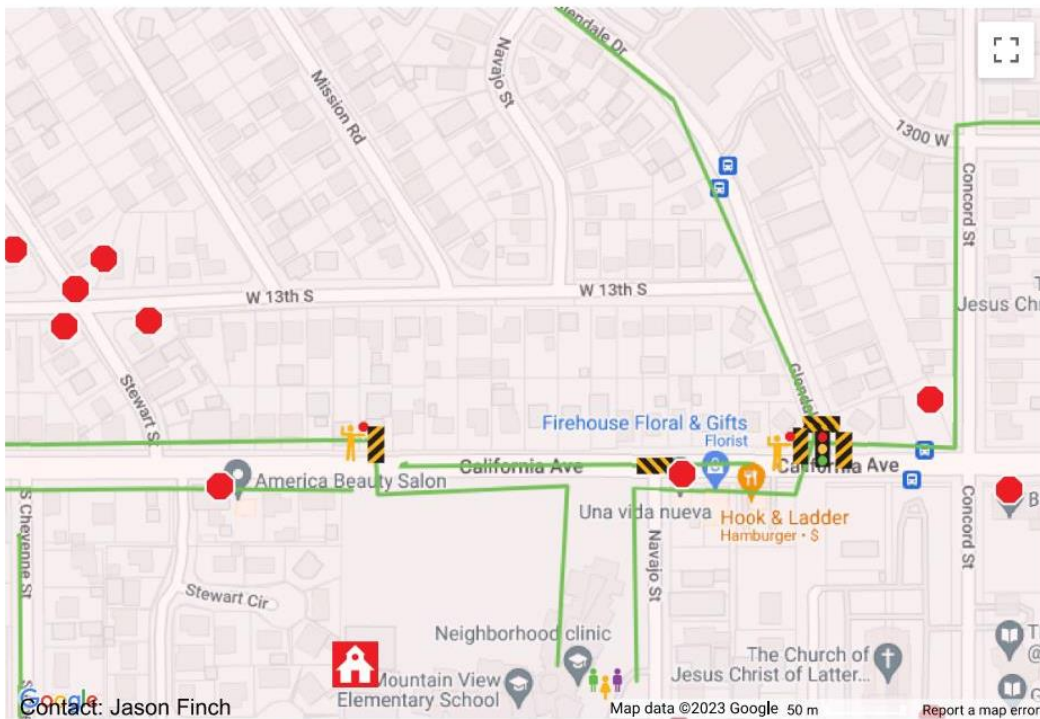 Glendale Dr
Navajo St
Mission Rd
1300 W
Concord St
W 13th S
W 13th S
Jesus Chri
Stewart S
Firehouse Floral & Gifts
Florist
California Ave
California Ave
America Beauty Salon
Una vida nueva
Hook & Ladder
Hamburger • $
S Cheyenne St
Navajo St
Concord St
Stewart Cir
Neighborhood clinic
Mountain View
Elementary School
The Church of
Jesus Christ of Latter...
Google
Contact: Jason Finch
Map data ©2023 Google
50 m
Report a map error